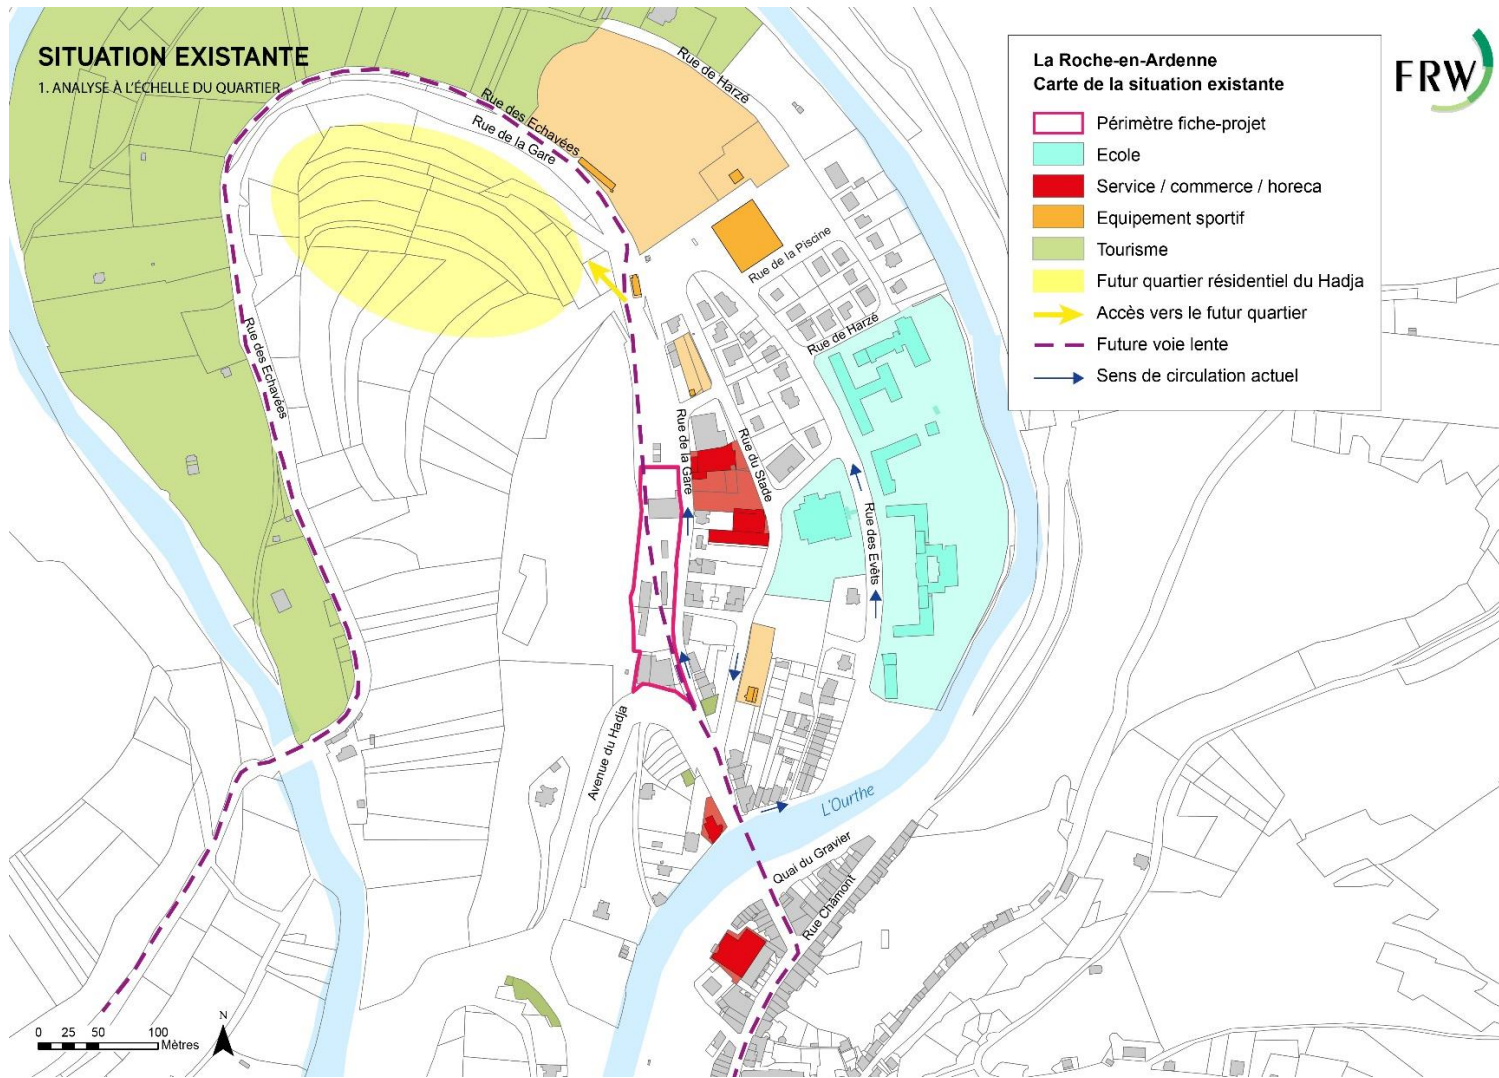 SITUATION EXISTANTE
1. ANALYSE À L'ÉCHELLE DU QUARTIER
La Roche-en-Ardenne
Carte de la situation existante
Périmètre fiche-projet
Ecole
Service / commerce / horeca
Equipement sportif
Tourisme
Futur quartier résidentiel du Hadja
Accès vers le futur quartier
Future voie lente
Sens de circulation actuel
FRW
Rue de Harzé
Rue des Echavées
Rue de la Gare
Rue de la Piscine
Rue de Harzé
Rue des Echavées
Rue de la Gare
Rue du Stade
Rue des Evêts
Avenue du Hadja
L'Ourthe
Quai du Gravier
Rue Châmont
N
0 25 50 100
Mètres